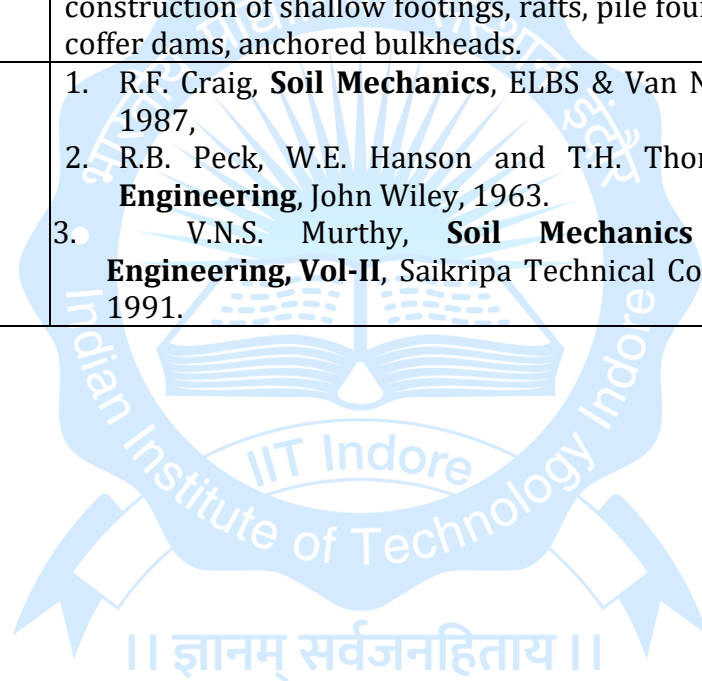 construction of shallow footings, rafts, pile foun
coffer dams, anchored bulkheads.
1. R.F. Craig, Soil Mechanics, ELBS & Van N
1987,
2. R.B. Peck, W.E. Hanson and T.H. Thor
Engineering, John Wiley, 1963.
3. V.N.S. Murthy, Soil Mechanics
Engineering, Vol-II, Saikripa Technical Co
1991.
भारतीय प्रौद्योगिकी संस्थान इंदौर
IIT Indore
Indian Institute of Technology Indore
।। ज्ञानम् सर्वजनहिताय ।।